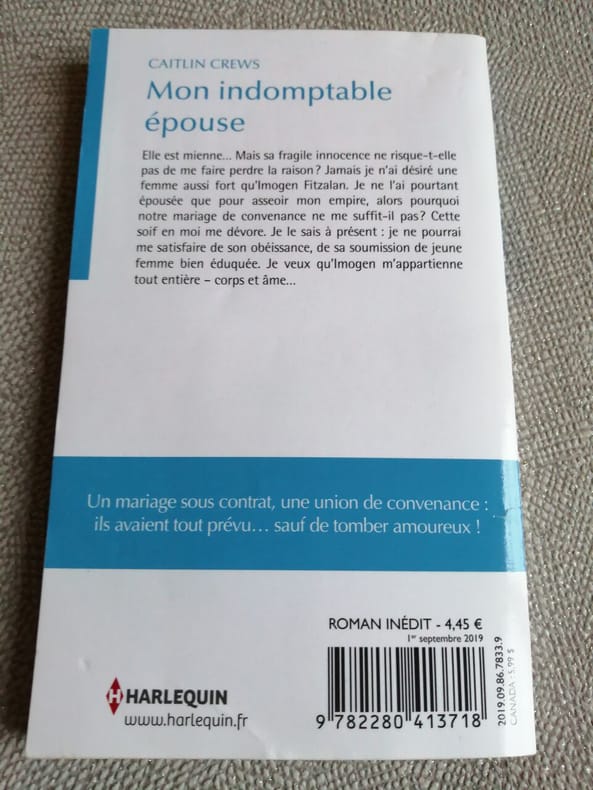 CAITLIN CREWS
Mon indomptable
épouse
Elle est mienne... Mais sa fragile innocence ne risque-t-elle
pas de me faire perdre la raison ? Jamais je n'ai désiré une
femme aussi fort qu'Imogen Fitzalan. Je ne l'ai pourtant
épousée que pour asseoir mon empire, alors pourquoi
notre mariage de convenance ne me suffit-il pas ? Cette
soif en moi me dévore. Je le sais à présent : je ne pourrai
me satisfaire de son obéissance, de sa soumission de jeune
femme bien éduquée. Je veux qu'Imogen m'appartienne
tout entière – corps et âme...
Un mariage sous contrat, une union de convenance :
ils avaient tout prévu... sauf de tomber amoureux !
ROMAN INÉDIT - 4,45 €
1er septembre 2019
2019.09.86.7833.9
CANADA : 5,99 $
HARLEQUIN
www.harlequin.fr
9 782280 413718